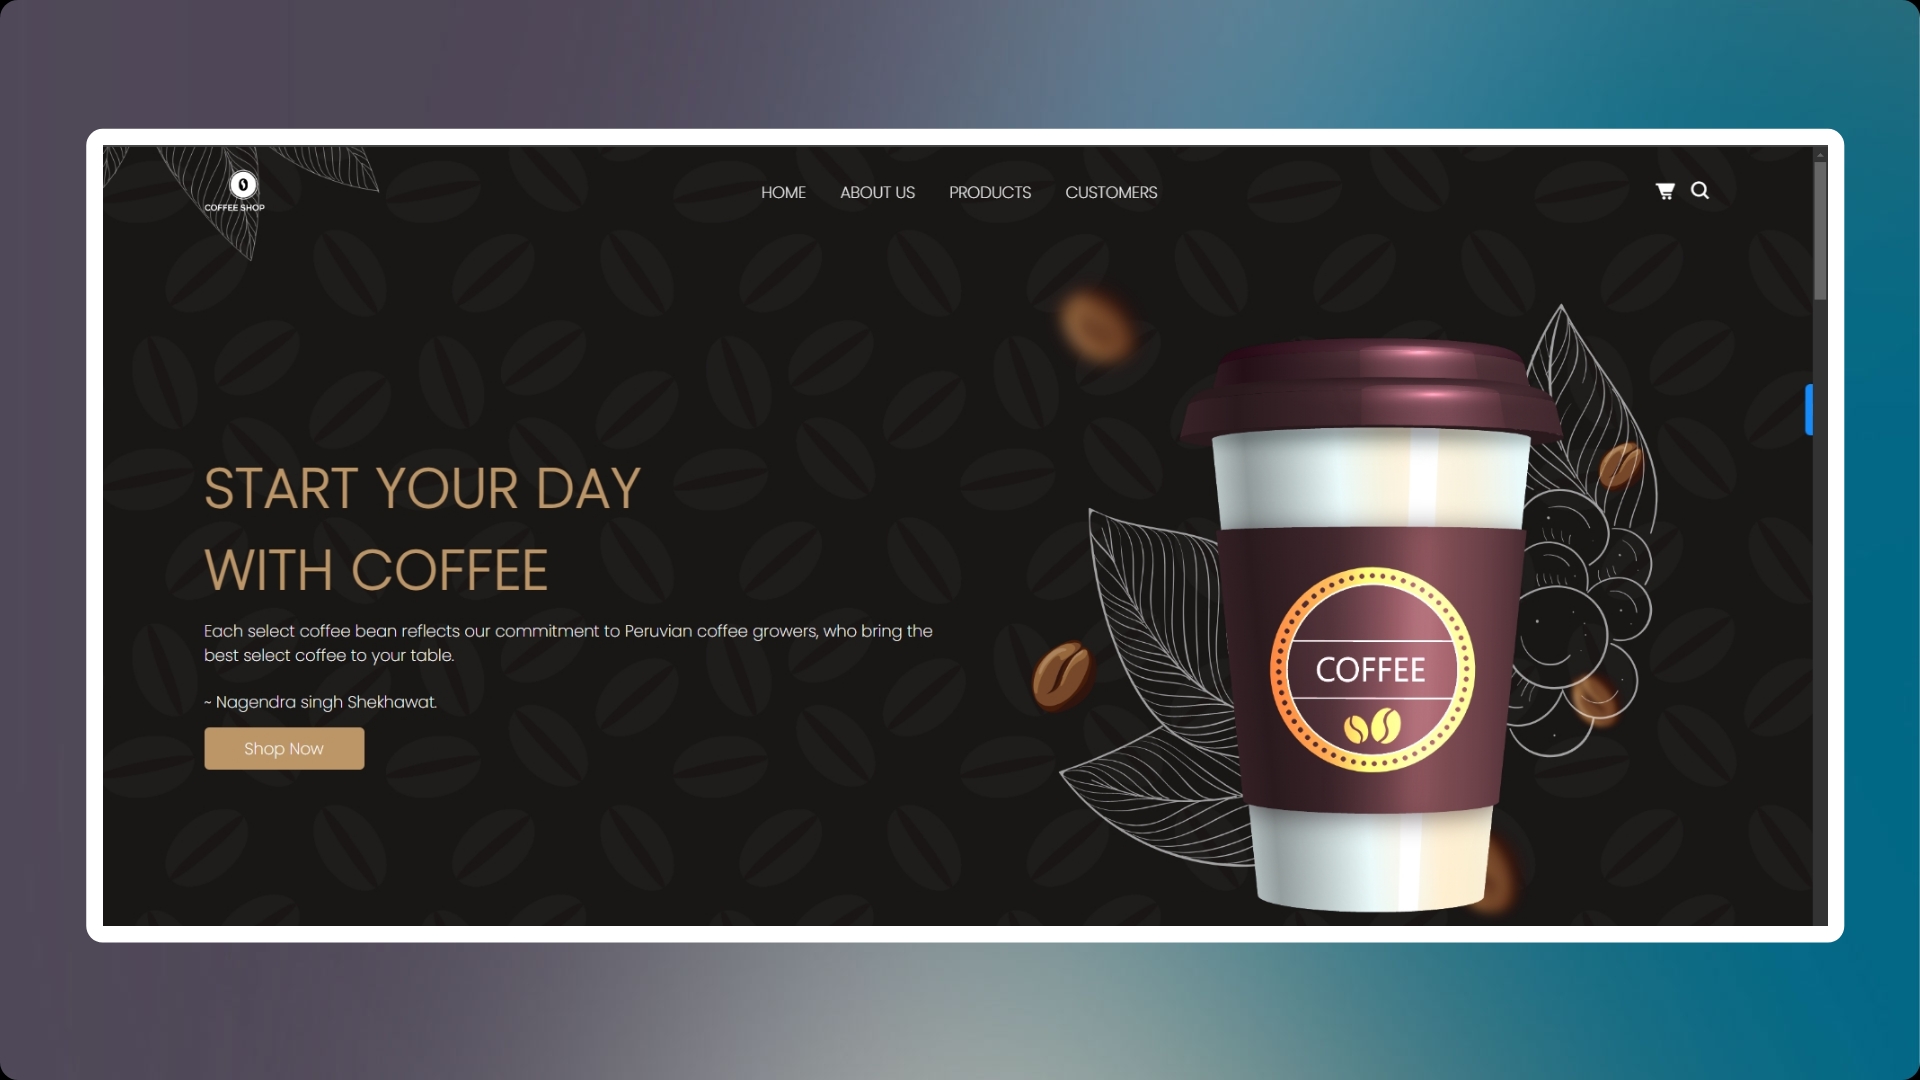 COFFEE SHOP
HOME
ABOUT US
PRODUCTS
CUSTOMERS
START YOUR DAY
WITH COFFEE
Each select coffee bean reflects our commitment to Peruvian coffee growers, who bring the
best select coffee to your table.
~ Nagendra singh Shekhawat.
Shop Now
COFFEE